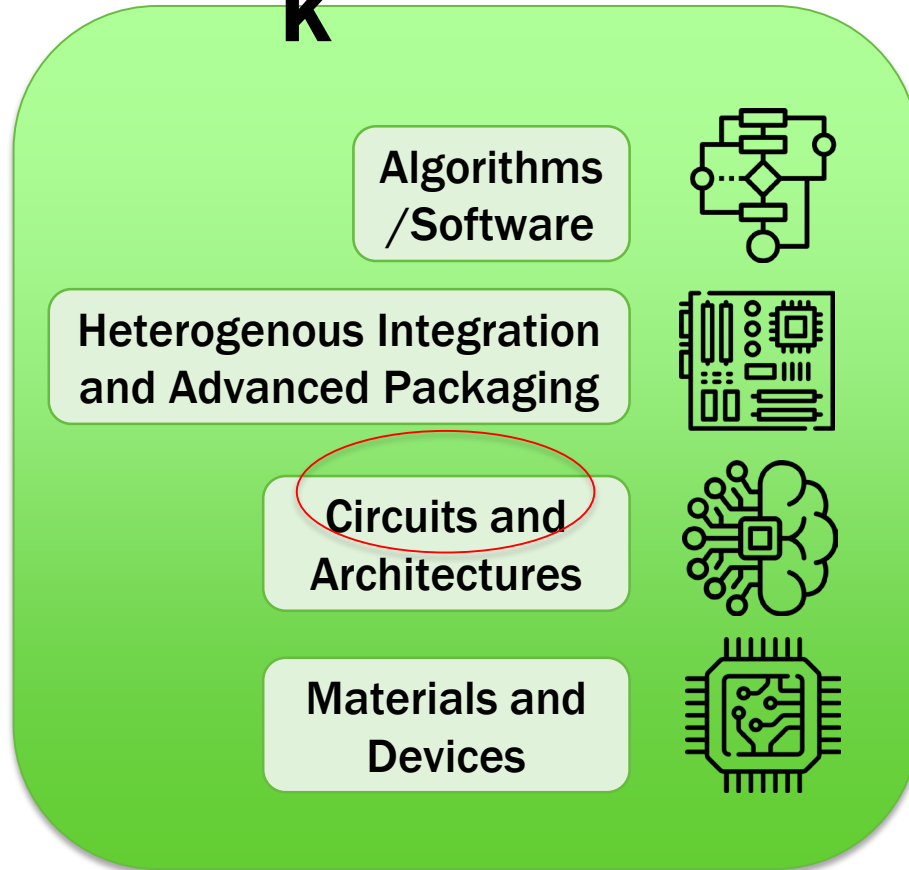 k
Algorithms
/Software
Heterogenous Integration
and Advanced Packaging
Circuits and
Architectures
Materials and
Devices